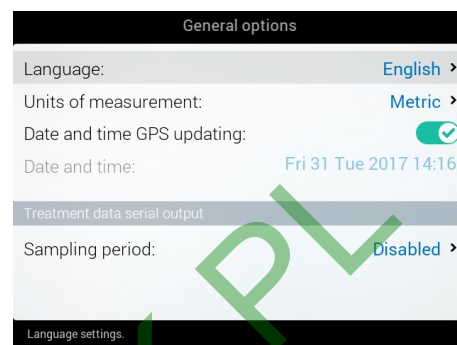 General options
Language: English >
Units of measurement: Metric >
Date and time GPS updating:
Date and time: Fri 31 Tue 2017 14:16
Treatment data serial output
Sampling period: Disabled >
Language settings.